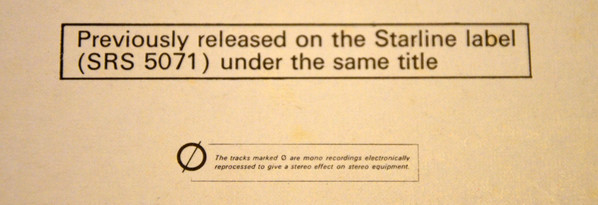 Previously released on the Starline label
(SRS 5071) under the same title
Ø The tracks marked Ø are mono recordings electronically
reprocessed to give a stereo effect on stereo equipment.